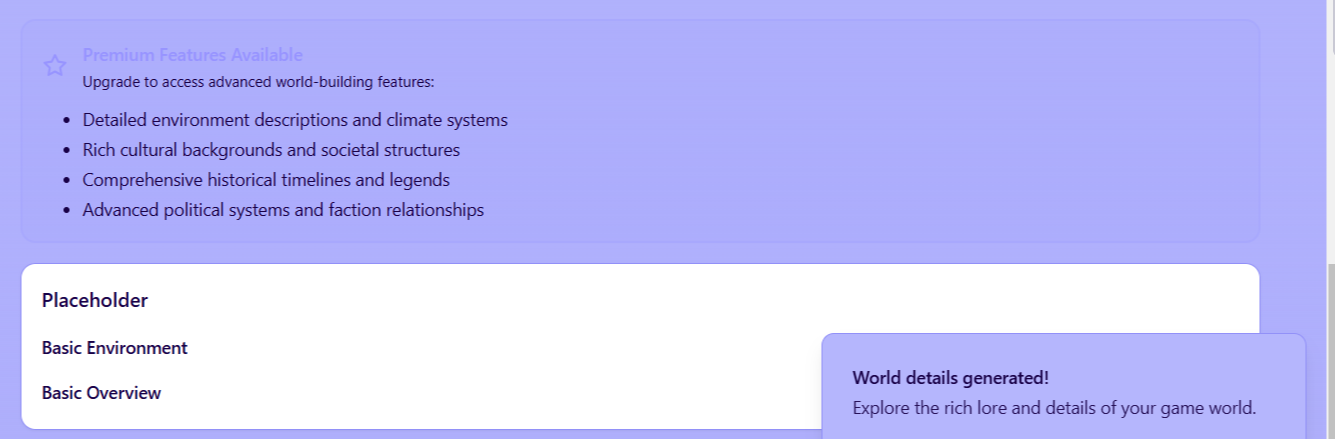 Premium Features Available
Upgrade to access advanced world-building features:
Detailed environment descriptions and climate systems
Rich cultural backgrounds and societal structures
Comprehensive historical timelines and legends
Advanced political systems and faction relationships
Placeholder
Basic Environment
Basic Overview
World details generated!
Explore the rich lore and details of your game world.